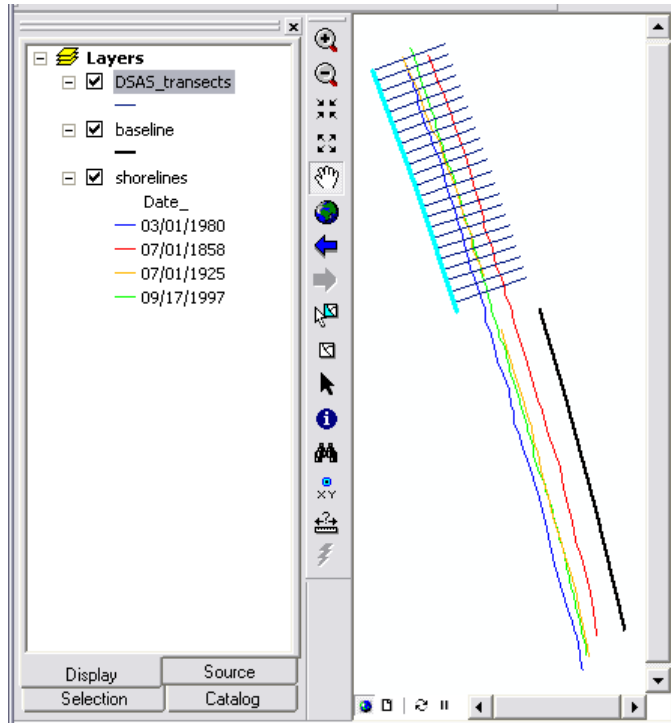 Layers
DSAS_transects
baseline
shorelines
Date_
03/01/1980
07/01/1858
07/01/1925
09/17/1997
XY
Display
Source
Selection
Catalog